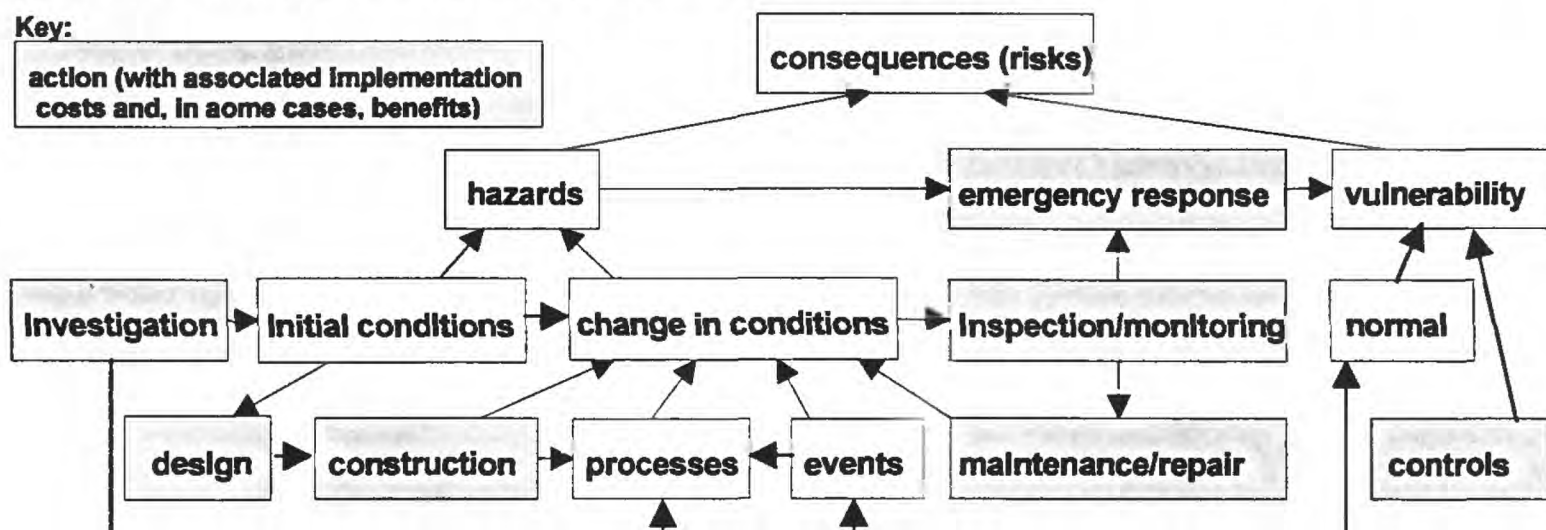 Key:
action (with associated implementation
costs and, in aome cases, benefits)
consequences (risks)
hazards
emergency response
vulnerability
Investigation
Initial conditions
change in conditions
Inspection/monitoring
normal
design
construction
processes
events
maintenance/repair
controls